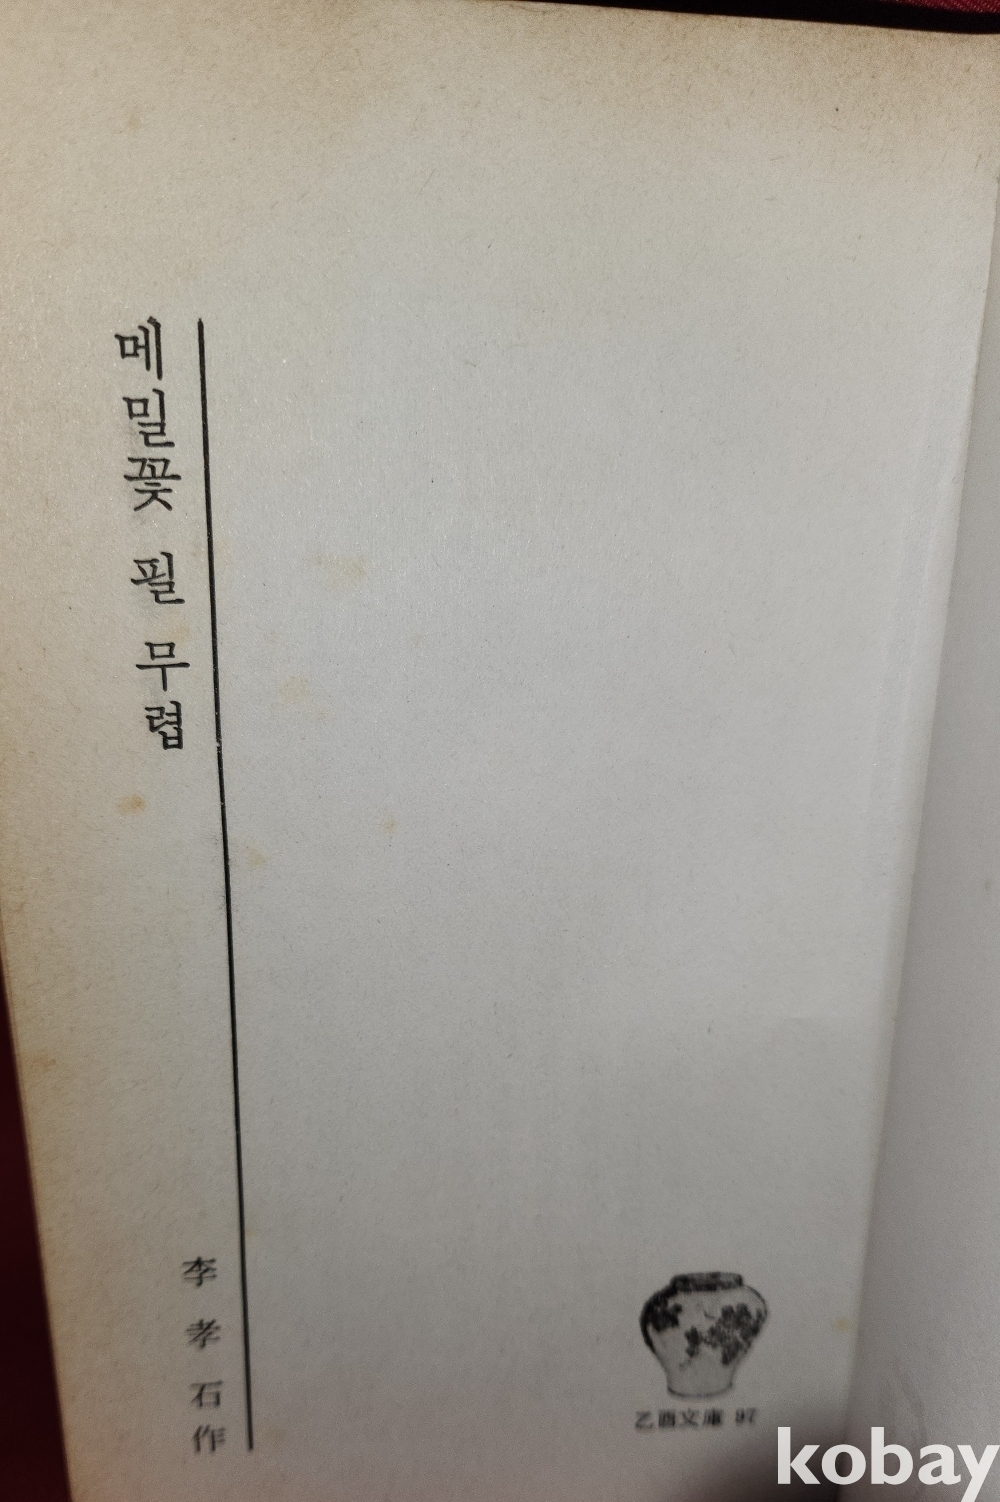 메밀꽃 필 무렵
李孝石作
乙酉文庫 97
kobay